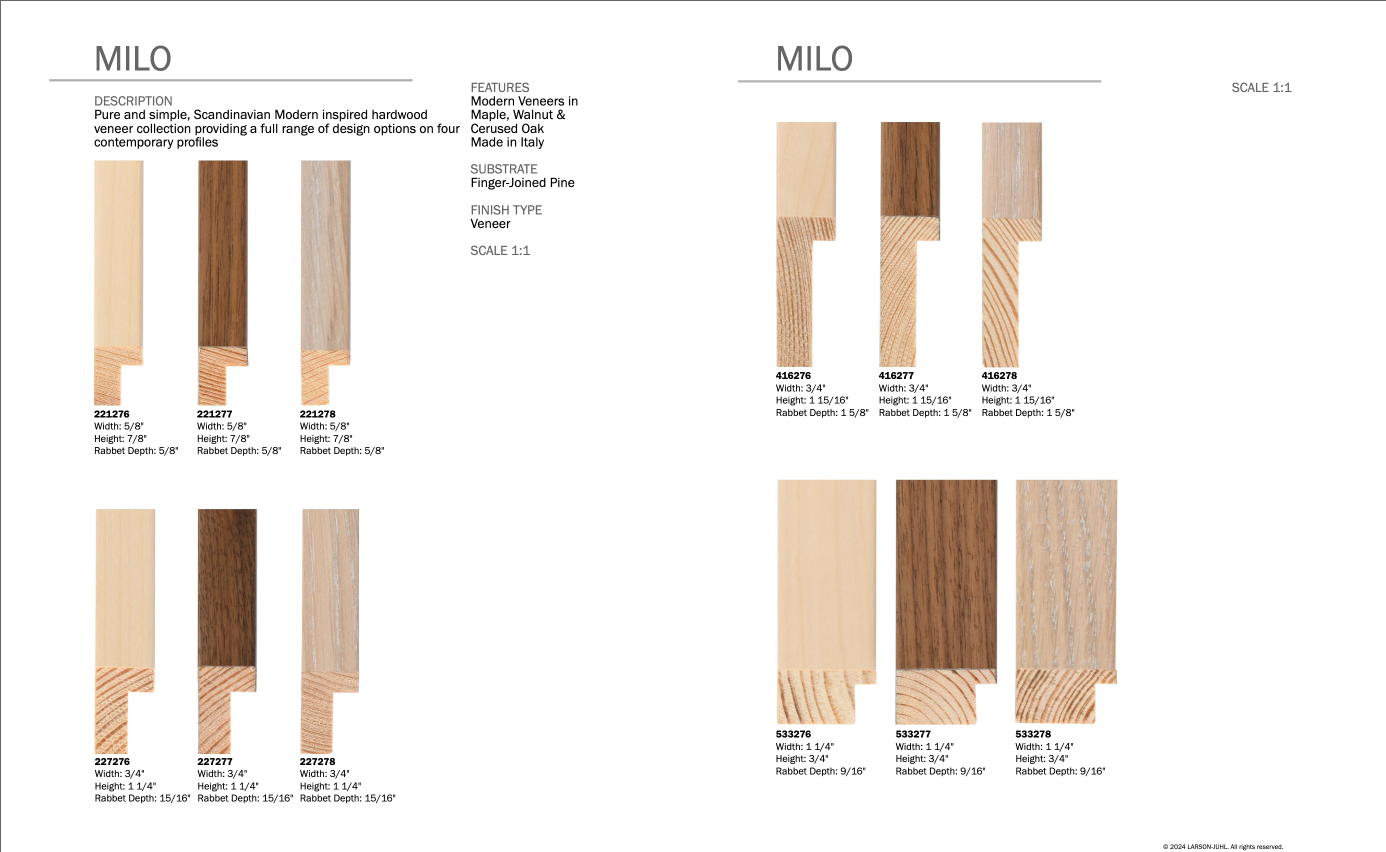 MILO
DESCRIPTION
Pure and simple, Scandinavian Modern inspired hardwood
veneer collection providing a full range of design options on four
contemporary profiles
FEATURES
Modern Veneers in
Maple, Walnut &
Cerused Oak
Made in Italy
SUBSTRATE
Finger-Joined Pine
FINISH TYPE
Veneer
SCALE 1:1
221276
Width: 5/8"
Height: 7/8"
Rabbet Depth: 5/8"
221277
Width: 5/8"
Height: 7/8"
Rabbet Depth: 5/8"
221278
Width: 5/8"
Height: 7/8"
Rabbet Depth: 5/8"
227276
Width: 3/4"
Height: 1 1/4"
Rabbet Depth: 15/16"
227277
Width: 3/4"
Height: 1 1/4"
Rabbet Depth: 15/16"
227278
Width: 3/4"
Height: 1 1/4"
Rabbet Depth: 15/16"
MILO
SCALE 1:1
416276
Width: 3/4"
Height: 1 15/16"
Rabbet Depth: 1 5/8"
416277
Width: 3/4"
Height: 1 15/16"
Rabbet Depth: 1 5/8"
416278
Width: 3/4"
Height: 1 15/16"
Rabbet Depth: 1 5/8"
533276
Width: 1 1/4"
Height: 3/4"
Rabbet Depth: 9/16"
533277
Width: 1 1/4"
Height: 3/4"
Rabbet Depth: 9/16"
533278
Width: 1 1/4"
Height: 3/4"
Rabbet Depth: 9/16"
© 2024 LARSON-JUHL. All rights reserved.